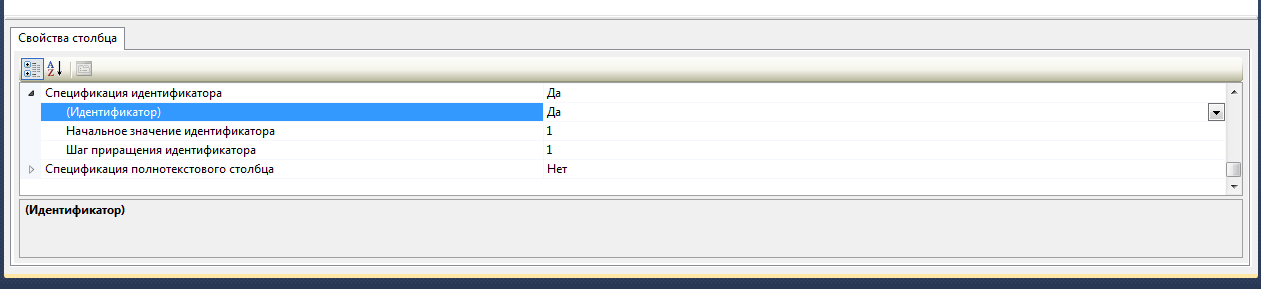 Свойства столбца
Спецификация идентификатора Да
(Идентификатор) Да
Начальное значение идентификатора 1
Шаг приращения идентификатора 1
Спецификация полнотекстового столбца Нет
(Идентификатор)